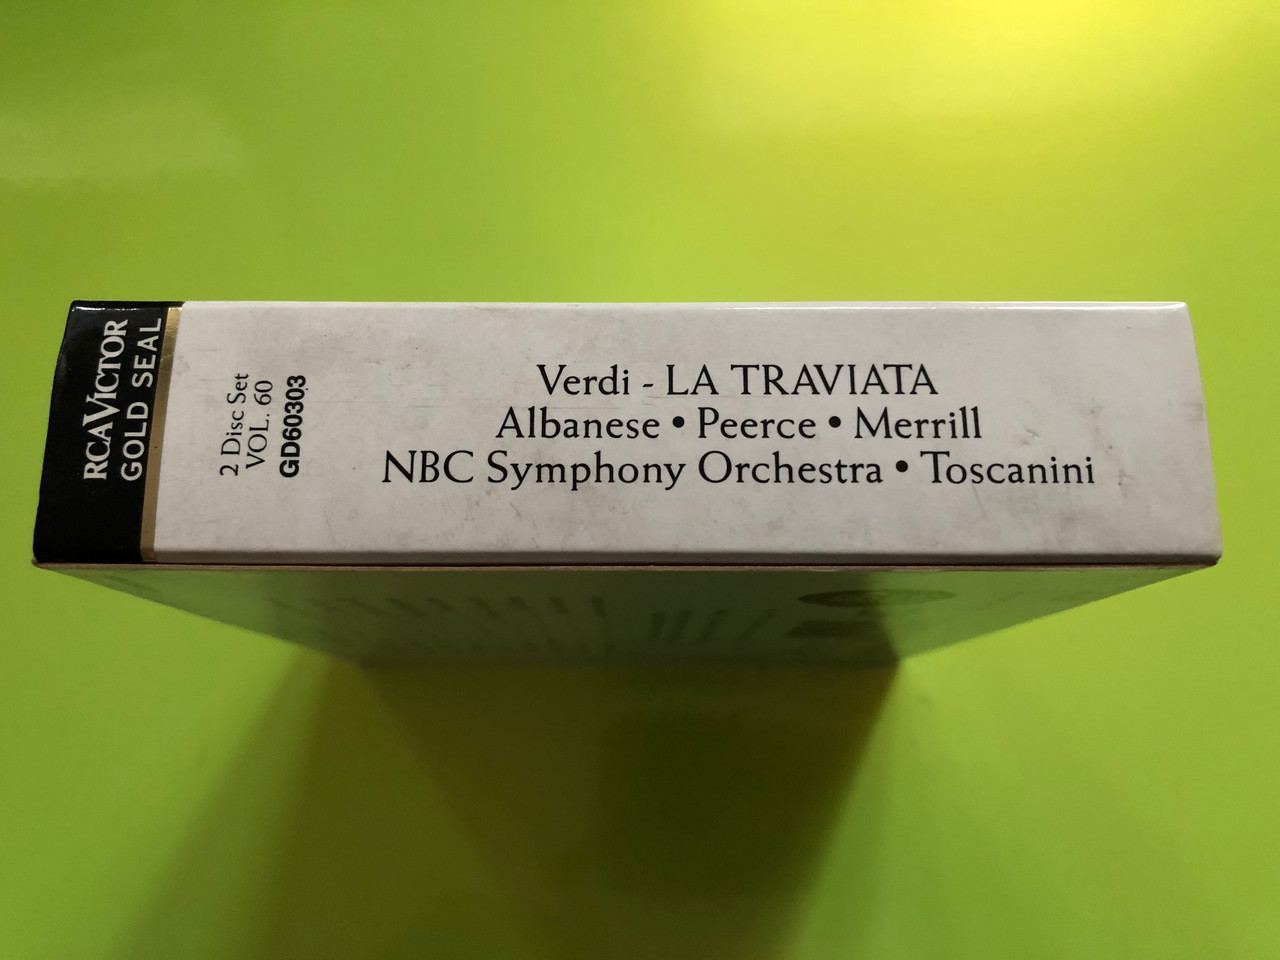 RCA VICTOR
GOLD SEAL
2 Disc Set
VOL. 60
GD60303
Verdi - LA TRAVIATA
Albanese • Peerce • Merrill
NBC Symphony Orchestra • Toscanini